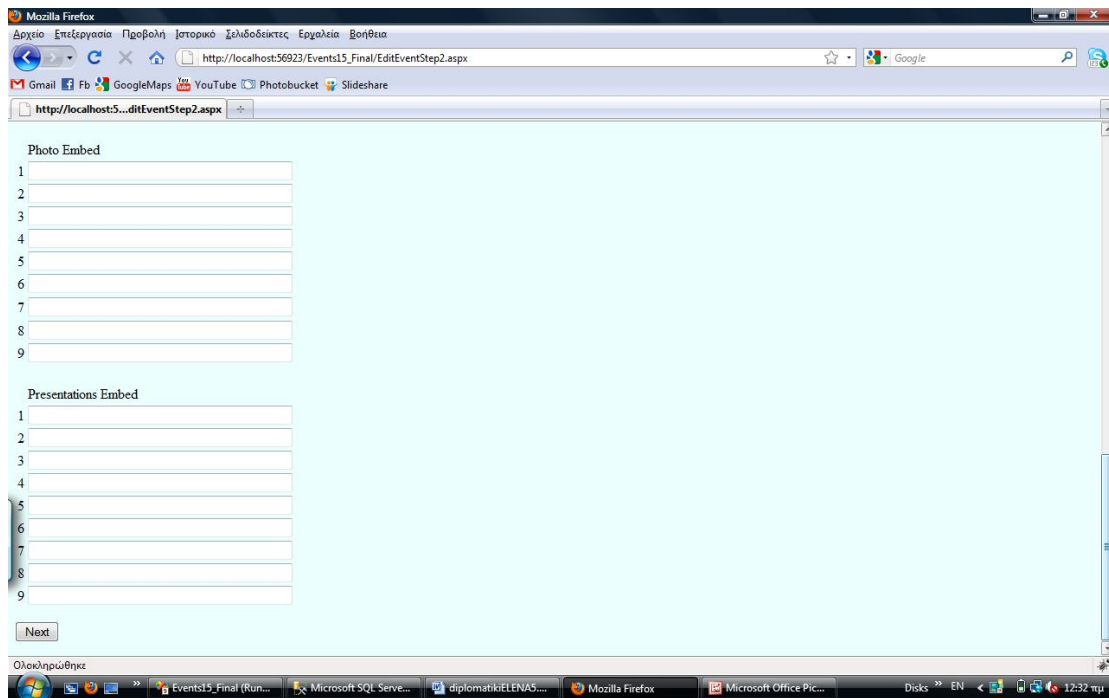 Mozilla Firefox
Αρχείο Επεξεργασία Προβολή Ιστορικό Σελιδοδείκτες Εργαλεία Βοήθεια
http://localhost:56923/Events15_Final/EditEventStep2.aspx
Google
Gmail Fb GoogleMaps YouTube Photobucket Slideshare
http://localhost:5...ditEventStep2.aspx
Photo Embed
1
2
3
4
5
6
7
8
9
Presentations Embed
1
2
3
4
5
6
7
8
9
Next
Ολοκληρώθηκε
Events15_Final (Run... Microsoft SQL Serve... diplomatikiELENA5.... Mozilla Firefox Microsoft Office Pic... Disks » EN 12:32 πμ